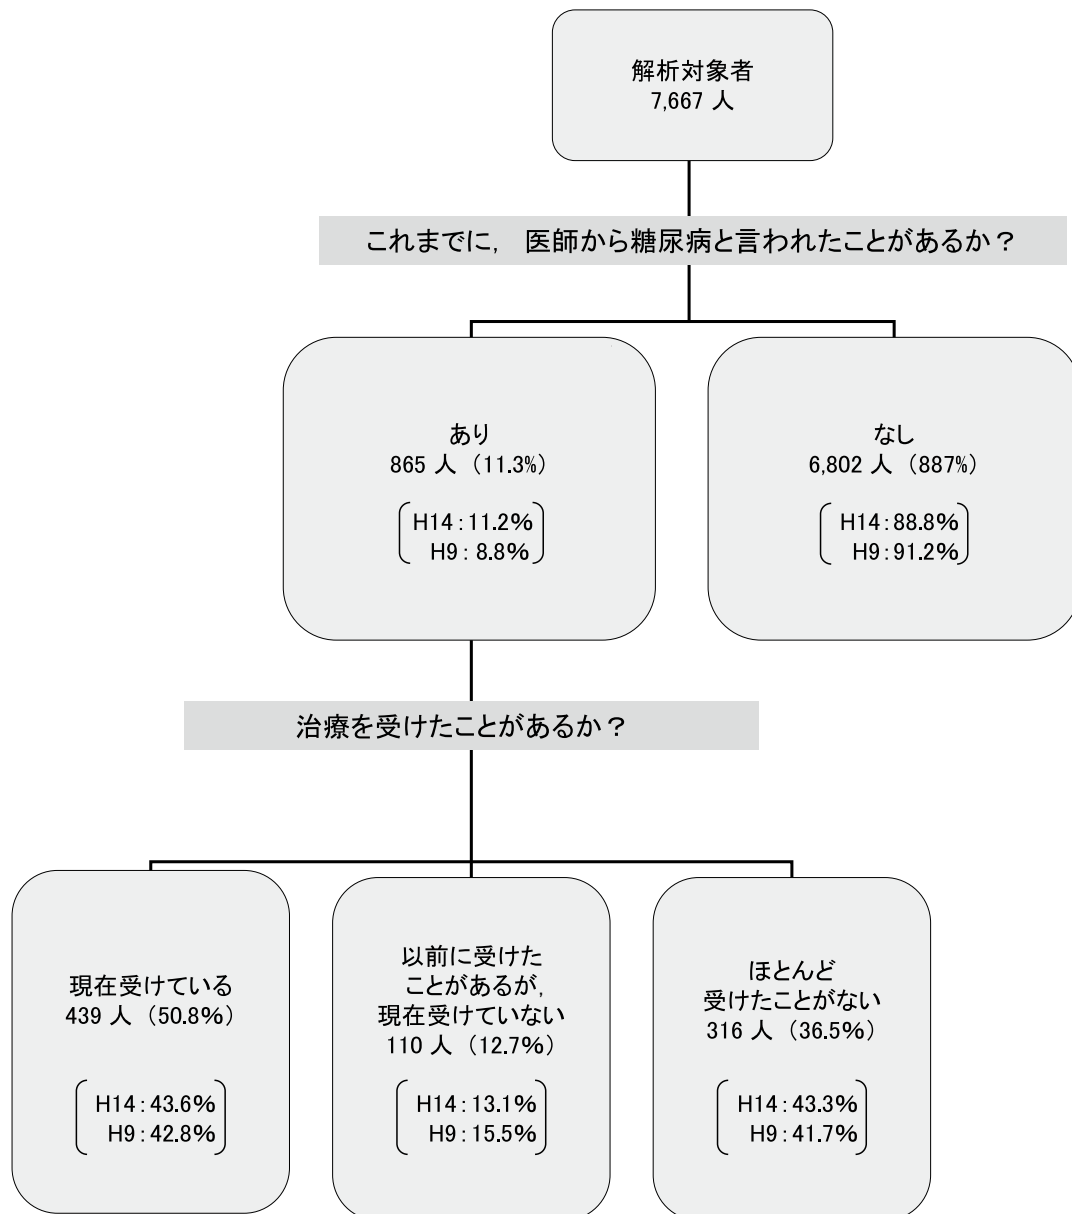 解析対象者
7,667 人
これまでに， 医師から糖尿病と言われたことがあるか？
あり
865 人（11.3%）
H14：11.2%
H9：8.8%
なし
6,802 人（887%）
H14：88.8%
H9：91.2%
治療を受けたことがあるか？
現在受けている
439 人（50.8%）
H14：43.6%
H9：42.8%
以前に受けた
ことがあるが，
現在受けていない
110 人（12.7%）
H14：13.1%
H9：15.5%
ほとんど
受けたことがない
316 人（36.5%）
H14：43.3%
H9：41.7%